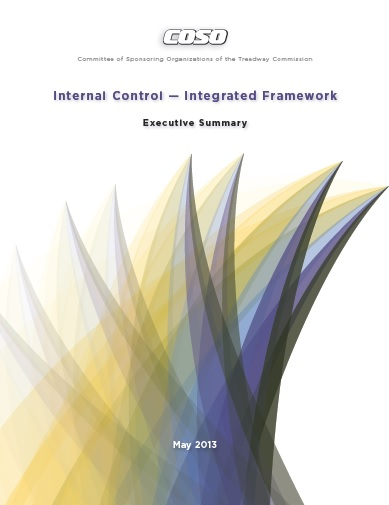 COSO
Committee of Sponsoring Organizations of the Treadway Commission
Internal Control — Integrated Framework
Executive Summary
May 2013